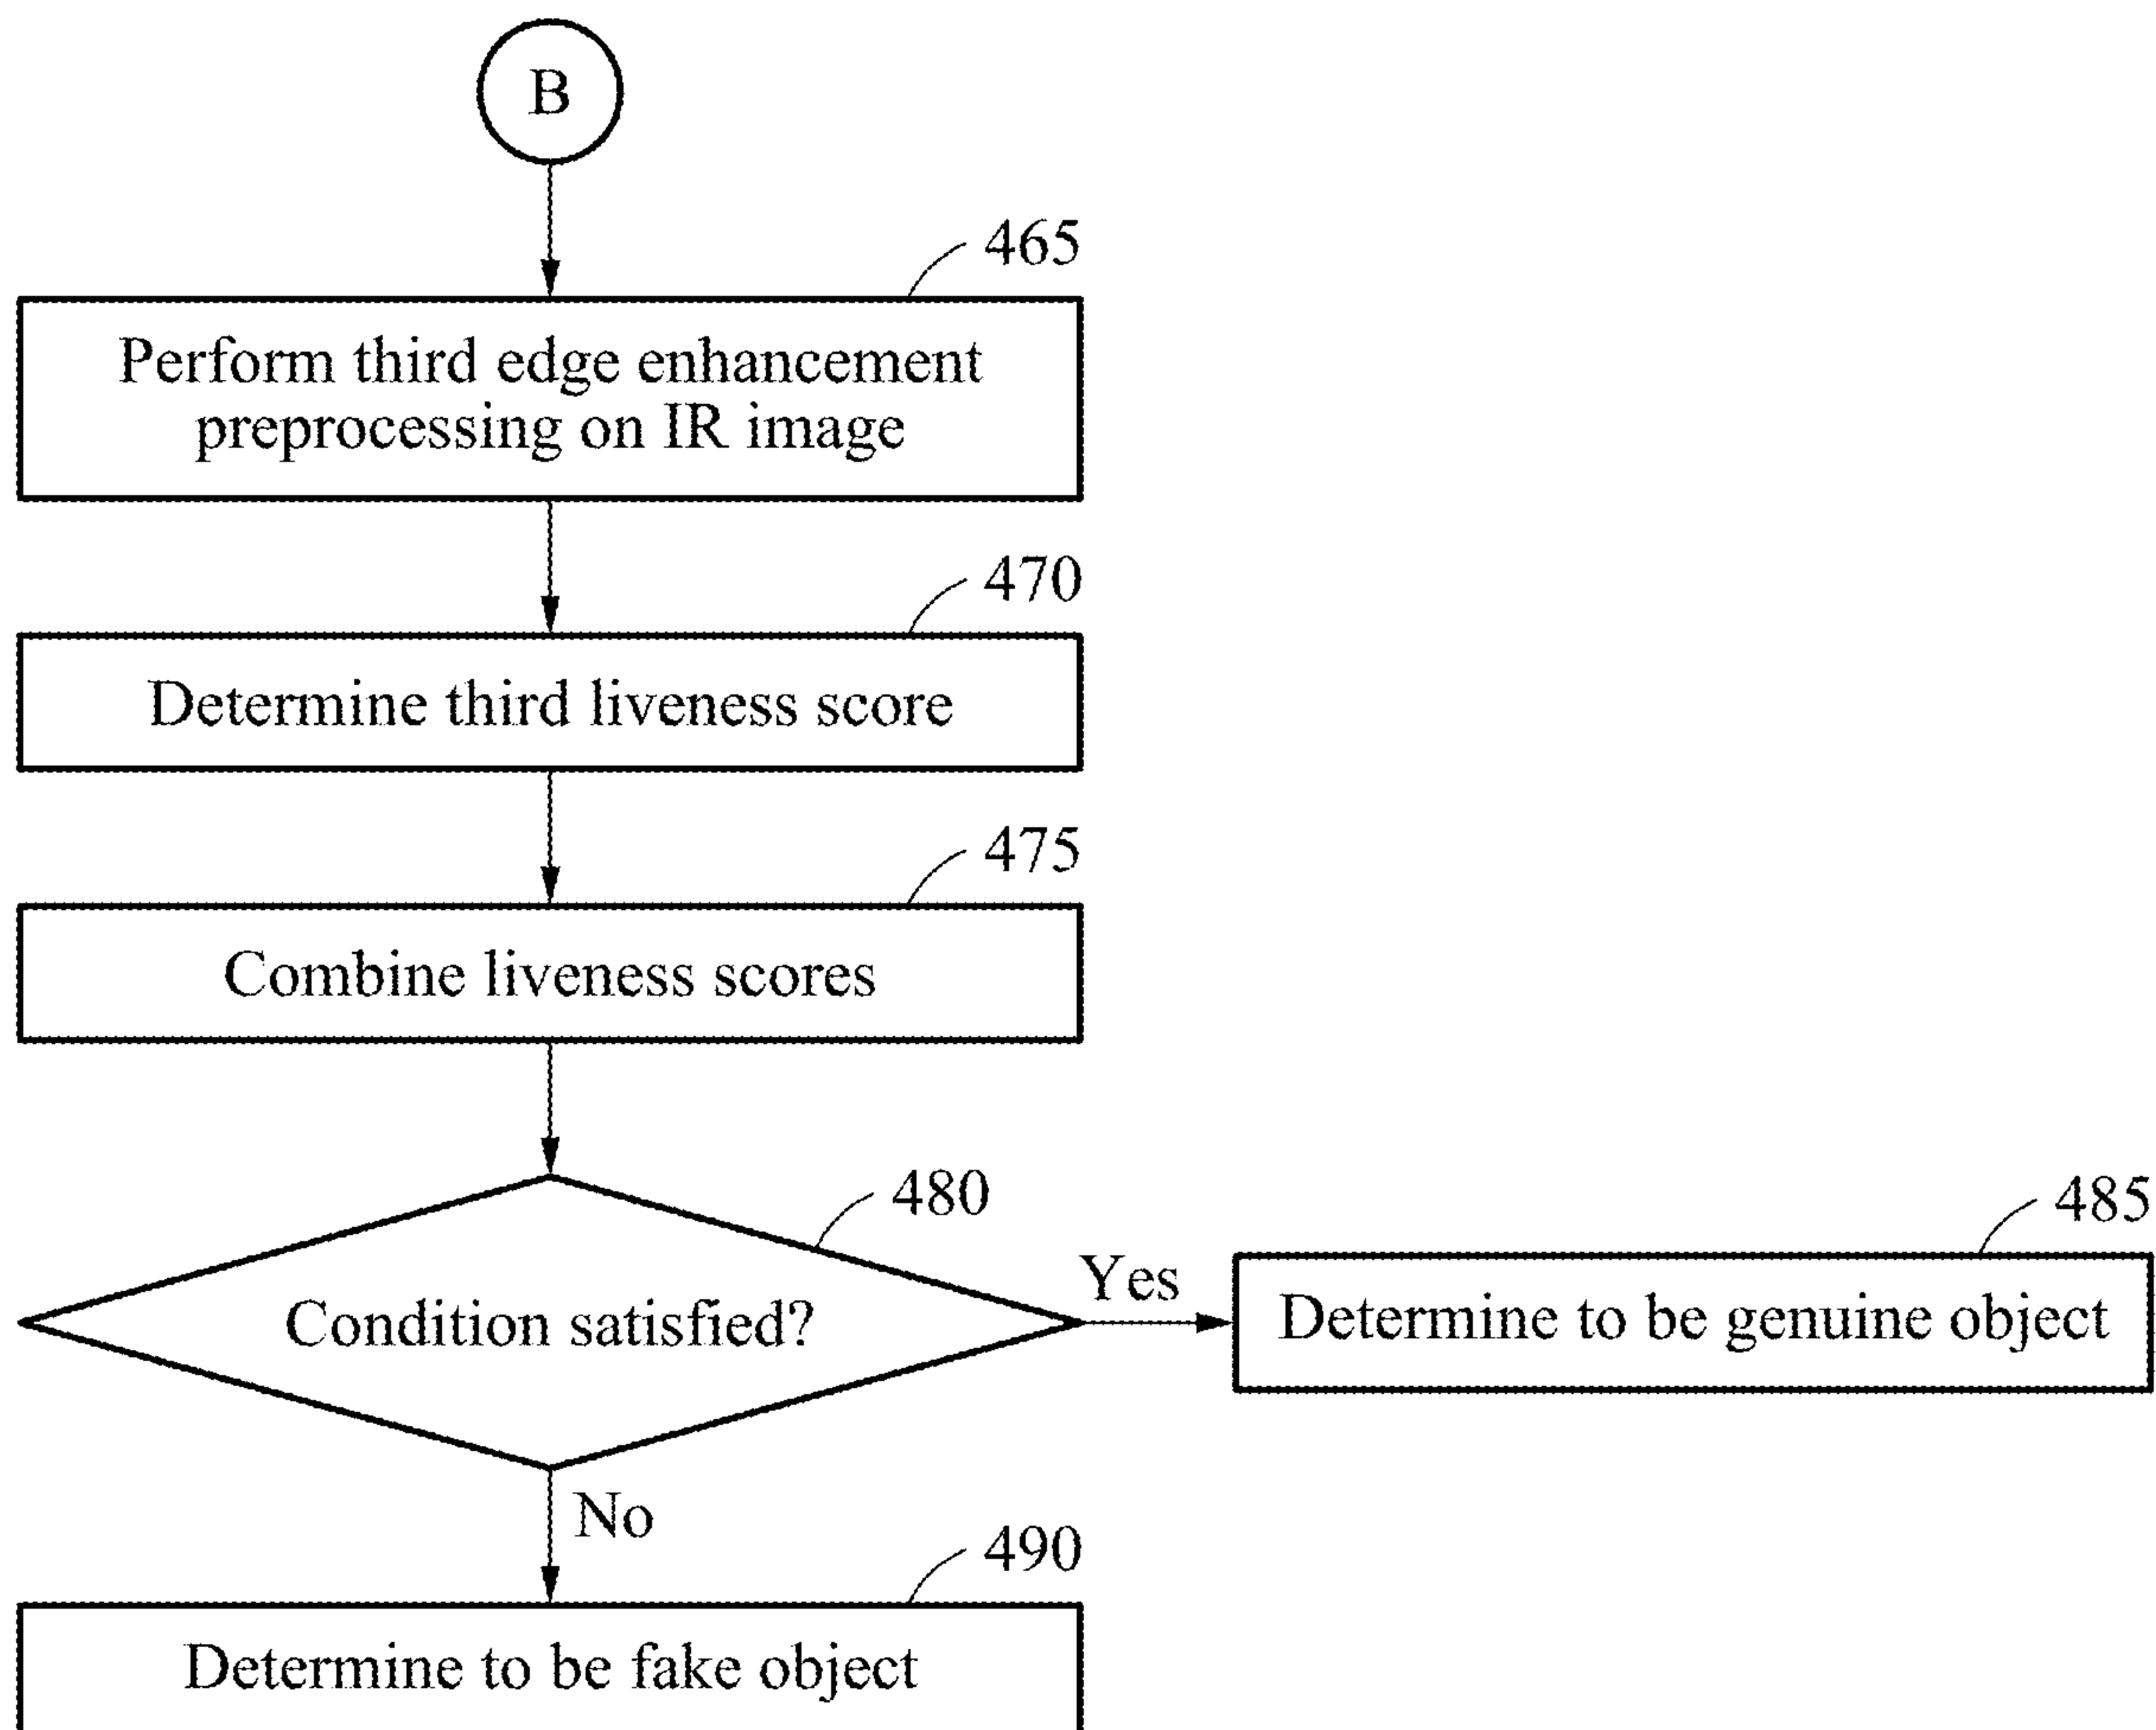 B
465
Perform third edge enhancement
preprocessing on IR image
470
Determine third liveness score
475
Combine liveness scores
480
Condition satisfied?
Yes
485
Determine to be genuine object
No
490
Determine to be fake object